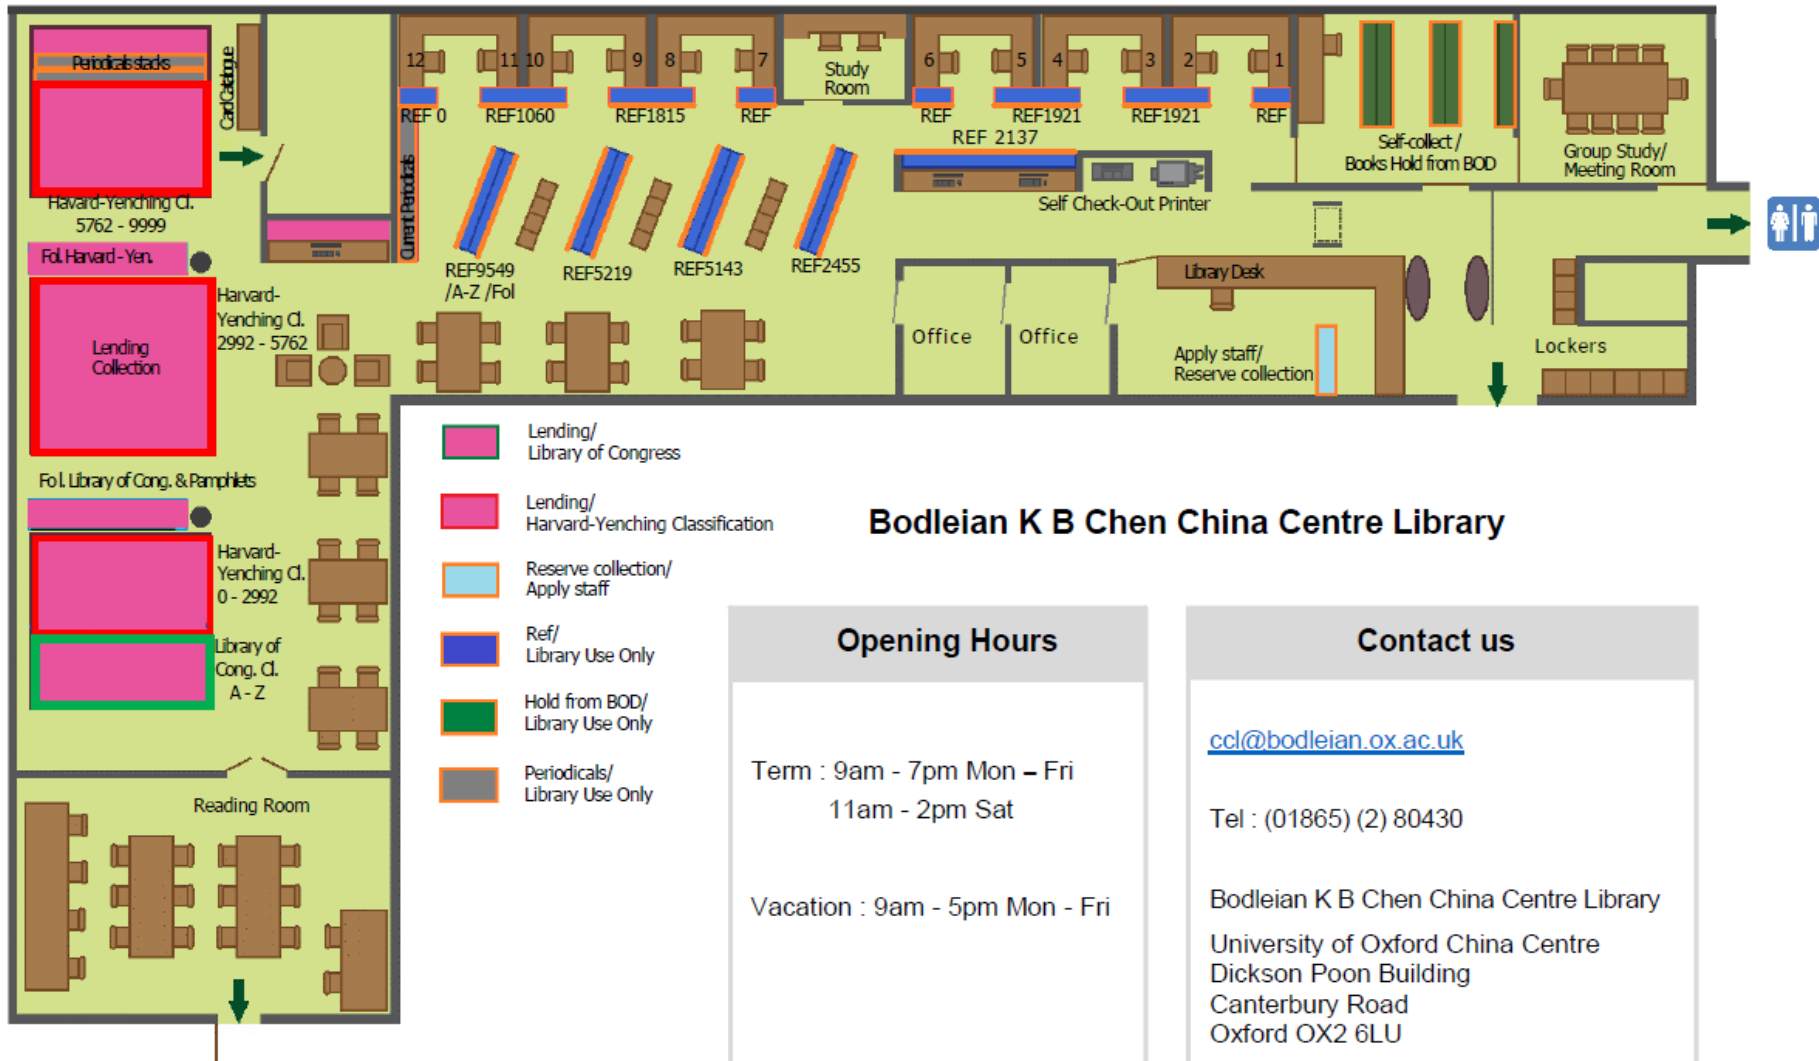 Periodicals stacks
Card Catalogue
Havard-Yenching Cl.
5762 - 9999
Fol. Harvard - Yen.
Harvard-
Yenching Cl.
2992 - 5762
Lending
Collection
Fol. Library of Cong. & Pamphlets
Harvard-
Yenching Cl.
0 - 2992
Library of
Cong. Cl.
A - Z
Reading Room
Current Periodicals
12
11
10
9
8
7
6
5
4
3
2
1
REF 0
REF1060
REF1815
REF
Study
Room
REF
REF1921
REF1921
REF
REF 2137
Self Check-Out Printer
Self-collect /
Books Hold from BOD
Group Study/
Meeting Room
REF9549
/A-Z /Fol
REF5219
REF5143
REF2455
Office
Office
Library Desk
Apply staff/
Reserve collection
Lockers
Lending/
Library of Congress
Lending/
Harvard-Yenching Classification
Reserve collection/
Apply staff
Ref/
Library Use Only
Hold from BOD/
Library Use Only
Periodicals/
Library Use Only
Bodleian K B Chen China Centre Library
Opening Hours
Term : 9am - 7pm Mon – Fri
11am - 2pm Sat
Vacation : 9am - 5pm Mon - Fri
Contact us
ccl@bodleian.ox.ac.uk
Tel : (01865) (2) 80430
Bodleian K B Chen China Centre Library
University of Oxford China Centre
Dickson Poon Building
Canterbury Road
Oxford OX2 6LU